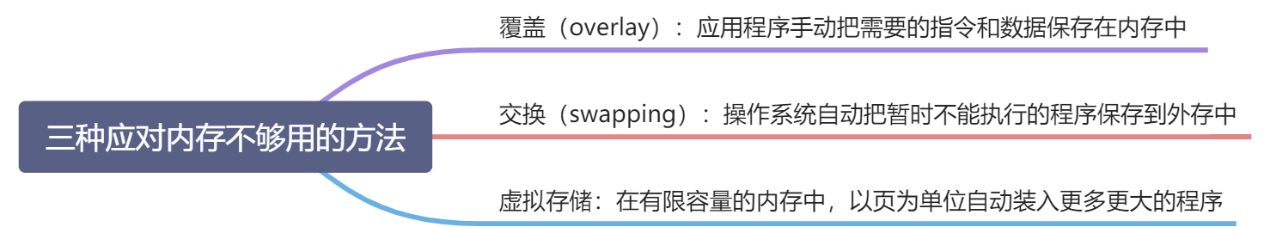 覆盖（overlay）：应用程序手动把需要的指令和数据保存在内存中
三种应对内存不够用的方法
交换（swapping）：操作系统自动把暂时不能执行的程序保存到外存中
虚拟存储：在有限容量的内存中，以页为单位自动装入更多更大的程序